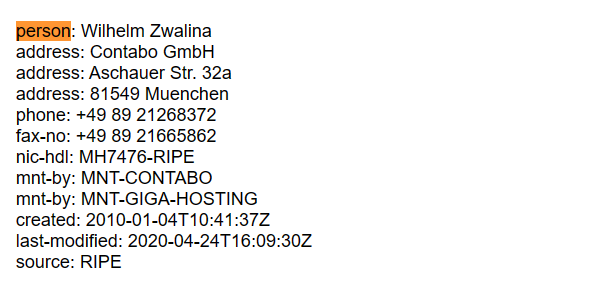 person: Wilhelm Zwalina
address: Contabo GmbH
address: Aschauer Str. 32a
address: 81549 Muenchen
phone: +49 89 21268372
fax-no: +49 89 21665862
nic-hdl: MH7476-RIPE
mnt-by: MNT-CONTABO
mnt-by: MNT-GIGA-HOSTING
created: 2010-01-04T10:41:37Z
last-modified: 2020-04-24T16:09:30Z
source: RIPE